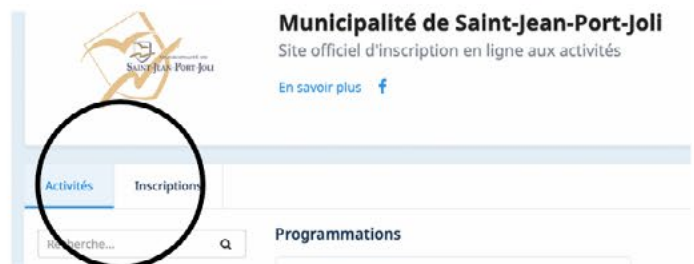 Municipalité de Saint-Jean-Port-Joli
Site officiel d'inscription en ligne aux activités
SAINT-JEAN-PORT-JOLI
En savoir plus
Activités
Inscriptions
Recherche...
Programmations